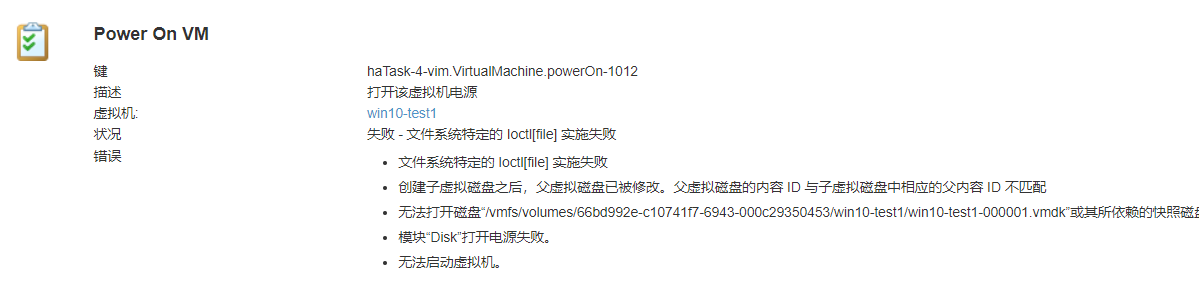 Power On VM
键 haTask-4-vim.VirtualMachine.powerOn-1012
描述 打开该虚拟机电源
虚拟机: win10-test1
状况 失败 - 文件系统特定的 Ioctl[file] 实施失败
错误
• 文件系统特定的 Ioctl[file] 实施失败
• 创建子虚拟磁盘之后，父虚拟磁盘已被修改。父虚拟磁盘的内容 ID 与子虚拟磁盘中相应的父内容 ID 不匹配
• 无法打开磁盘“/vmfs/volumes/66bd992e-c10741f7-6943-000c29350453/win10-test1/win10-test1-000001.vmdk”或其所依赖的快照磁盘
• 模块“Disk”打开电源失败。
• 无法启动虚拟机。